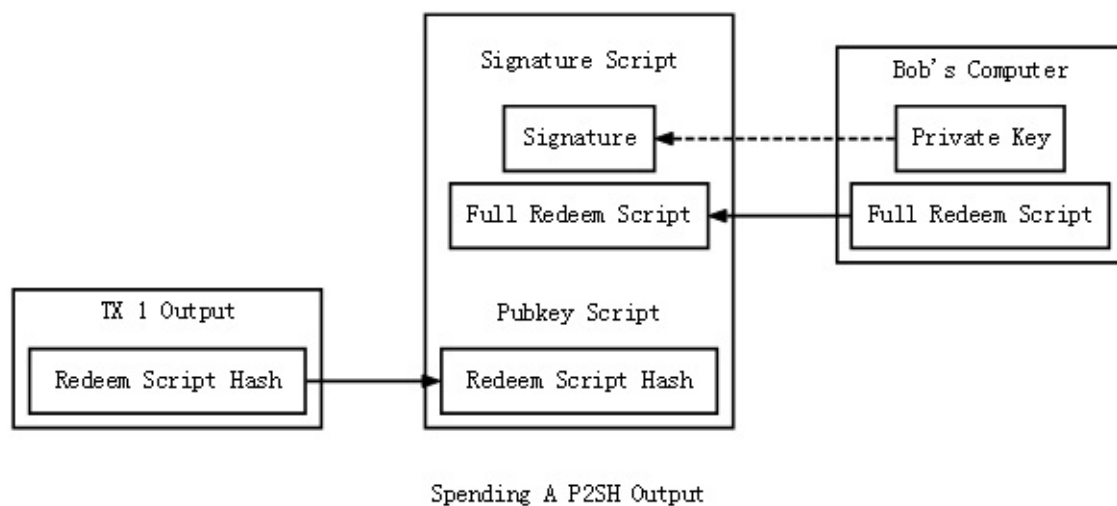 Signature Script
Signature
Full Redeem Script
Pubkey Script
Redeem Script Hash
Bob's Computer
Private Key
Full Redeem Script
TX 1 Output
Redeem Script Hash
Spending A P2SH Output